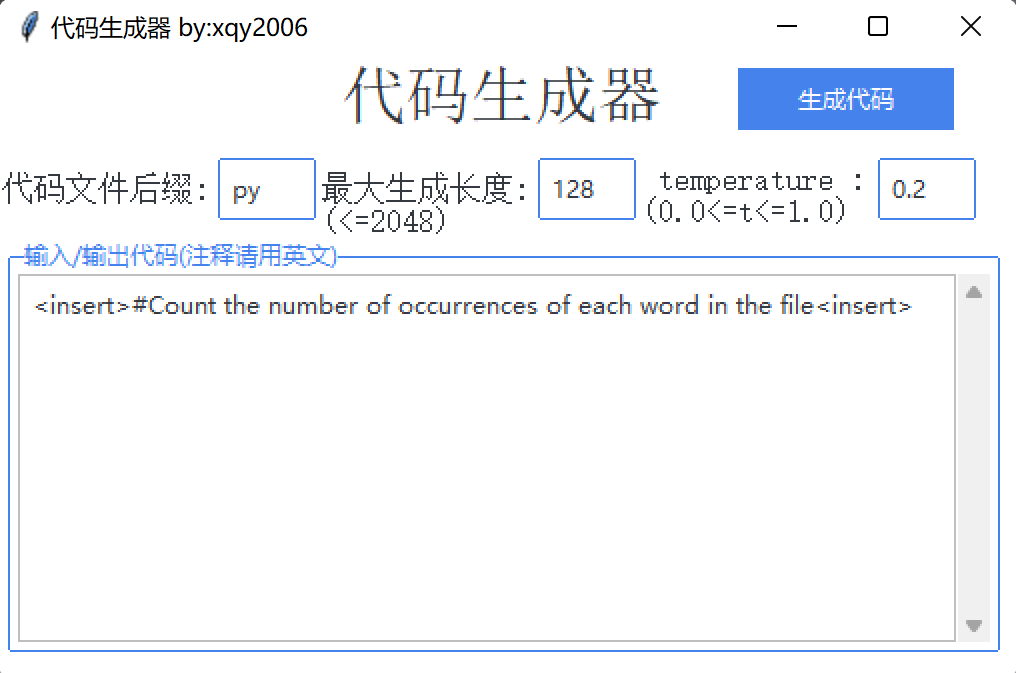 代码生成器 by:xqy2006
代码生成器
生成代码
代码文件后缀:
py
最大生成长度:
(<=2048)
128
temperature :
(0.0<=t<=1.0)
0.2
输入/输出代码(注释请用英文)
<insert>#Count the number of occurrences of each word in the file<insert>